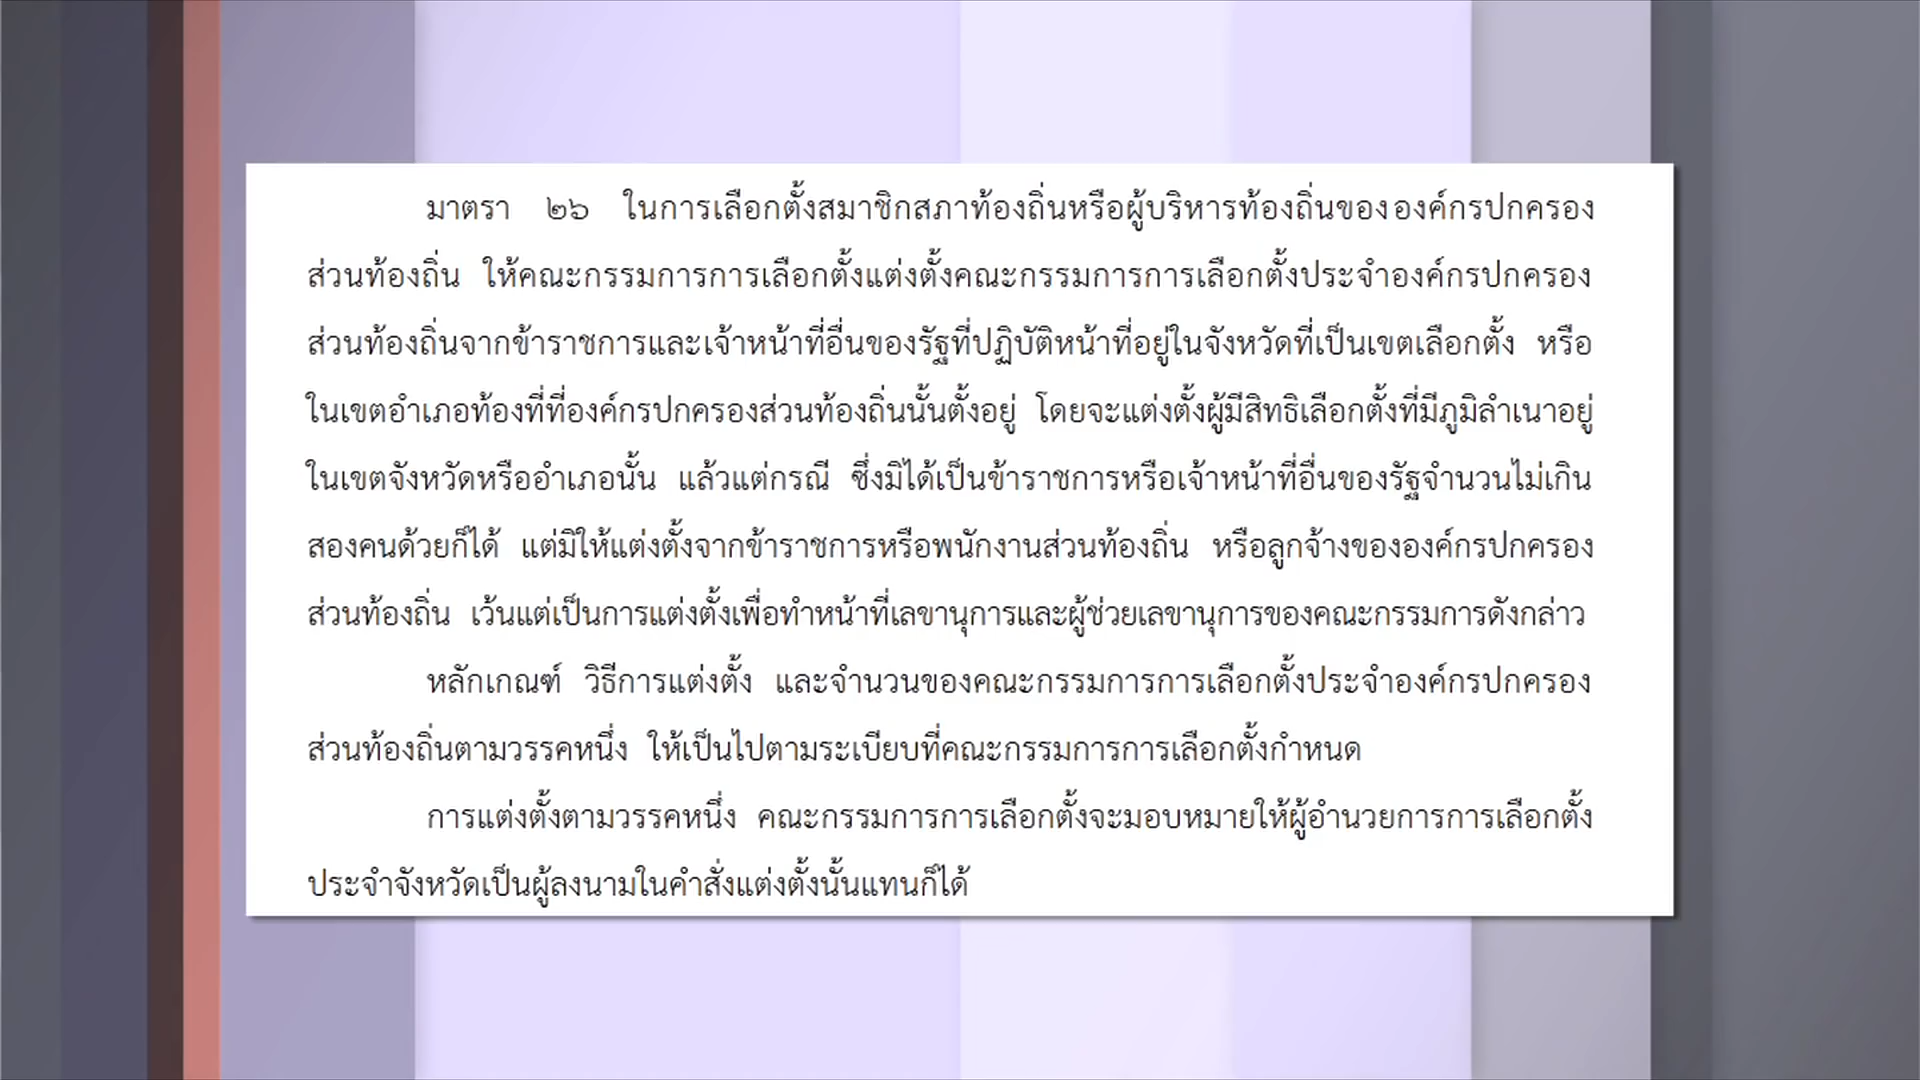 มาตรา ๒๖ ในการเลือกตั้งสมาชิกสภาท้องถิ่นหรือผู้บริหารท้องถิ่นขององค์กรปกครอง
ส่วนท้องถิ่น ให้คณะกรรมการการเลือกตั้งแต่งตั้งคณะกรรมการการเลือกตั้งประจำองค์กรปกครอง
ส่วนท้องถิ่นจากข้าราชการและเจ้าหน้าที่อื่นของรัฐที่ปฏิบัติหน้าที่อยู่ในจังหวัดที่เป็นเขตเลือกตั้ง หรือ
ในเขตอำเภอท้องที่ที่องค์กรปกครองส่วนท้องถิ่นนั้นตั้งอยู่ โดยจะแต่งตั้งผู้มีสิทธิเลือกตั้งที่มีภูมิลำเนาอยู่
ในเขตจังหวัดหรืออำเภอนั้น แล้วแต่กรณี ซึ่งมิได้เป็นข้าราชการหรือเจ้าหน้าที่อื่นของรัฐจำนวนไม่เกิน
สองคนด้วยก็ได้ แต่มิให้แต่งตั้งจากข้าราชการหรือพนักงานส่วนท้องถิ่น หรือลูกจ้างขององค์กรปกครอง
ส่วนท้องถิ่น เว้นแต่เป็นการแต่งตั้งเพื่อทำหน้าที่เลขานุการและผู้ช่วยเลขานุการของคณะกรรมการดังกล่าว
หลักเกณฑ์ วิธีการแต่งตั้ง และจำนวนของคณะกรรมการการเลือกตั้งประจำองค์กรปกครอง
ส่วนท้องถิ่นตามวรรคหนึ่ง ให้เป็นไปตามระเบียบที่คณะกรรมการการเลือกตั้งกำหนด
การแต่งตั้งตามวรรคหนึ่ง คณะกรรมการการเลือกตั้งจะมอบหมายให้ผู้อำนวยการการเลือกตั้ง
ประจำจังหวัดเป็นผู้ลงนามในคำสั่งแต่งตั้งนั้นแทนก็ได้